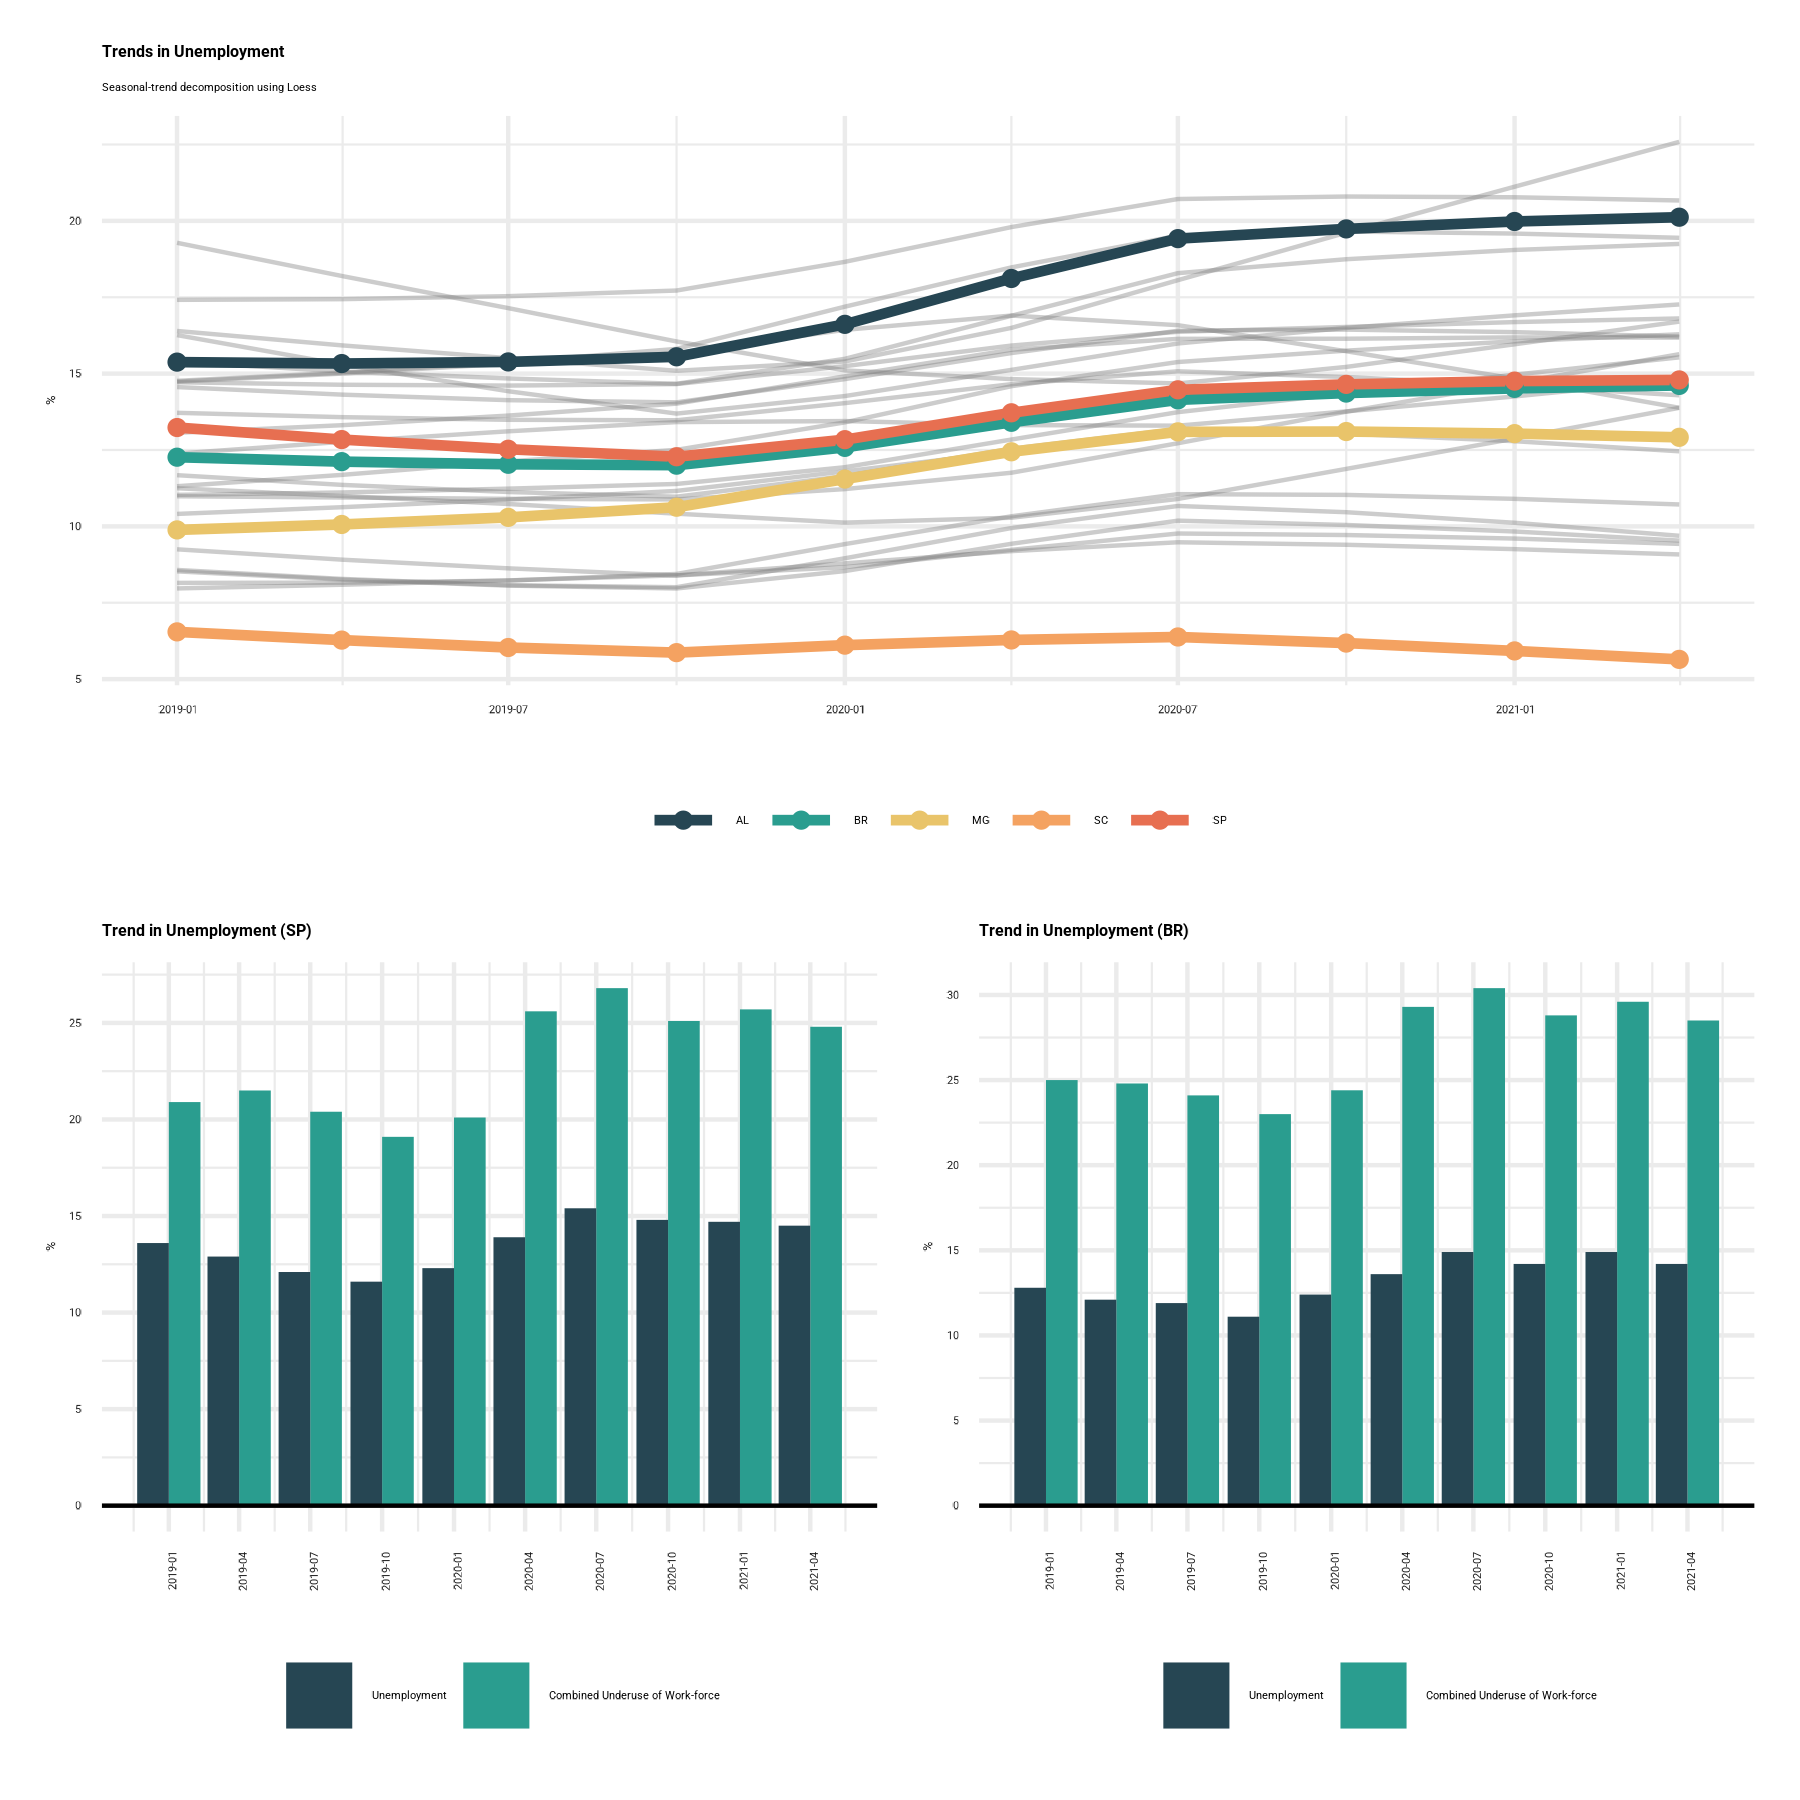 Trends in Unemployment
Seasonal-trend decomposition using Loess
20
15
10
5
%
2019-01 2019-07 2020-01 2020-07 2021-01
AL BR MG SC SP
Trend in Unemployment (SP)
25
20
15
10
5
0
%
2019-01 2019-04 2019-07 2019-10 2020-01 2020-04 2020-07 2020-10 2021-01 2021-04
Unemployment Combined Underuse of Work-force
Trend in Unemployment (BR)
30
25
20
15
10
5
0
%
2019-01 2019-04 2019-07 2019-10 2020-01 2020-04 2020-07 2020-10 2021-01 2021-04
Unemployment Combined Underuse of Work-force